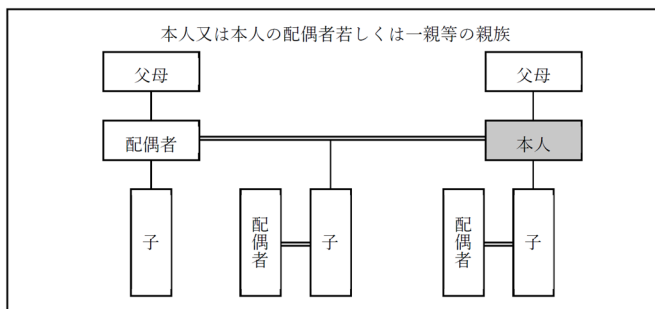 本人又は本人の配偶者若しくは一親等の親族
父母
父母
配偶者
本人
子
配偶者
子
配偶者
子